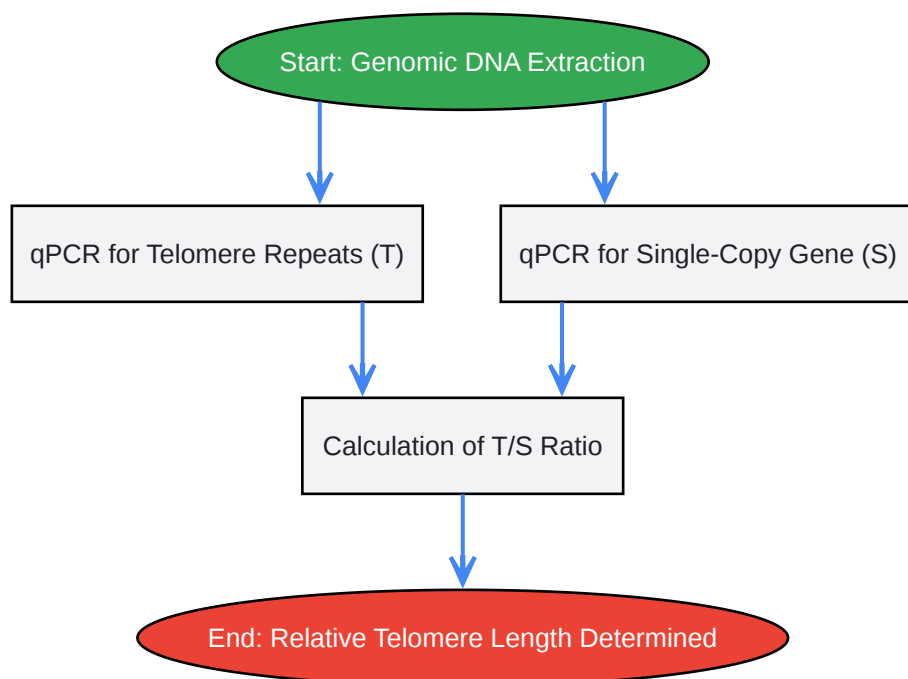 Start: Genomic DNA Extraction
qPCR for Telomere Repeats (T)
qPCR for Single-Copy Gene (S)
Calculation of T/S Ratio
End: Relative Telomere Length Determined